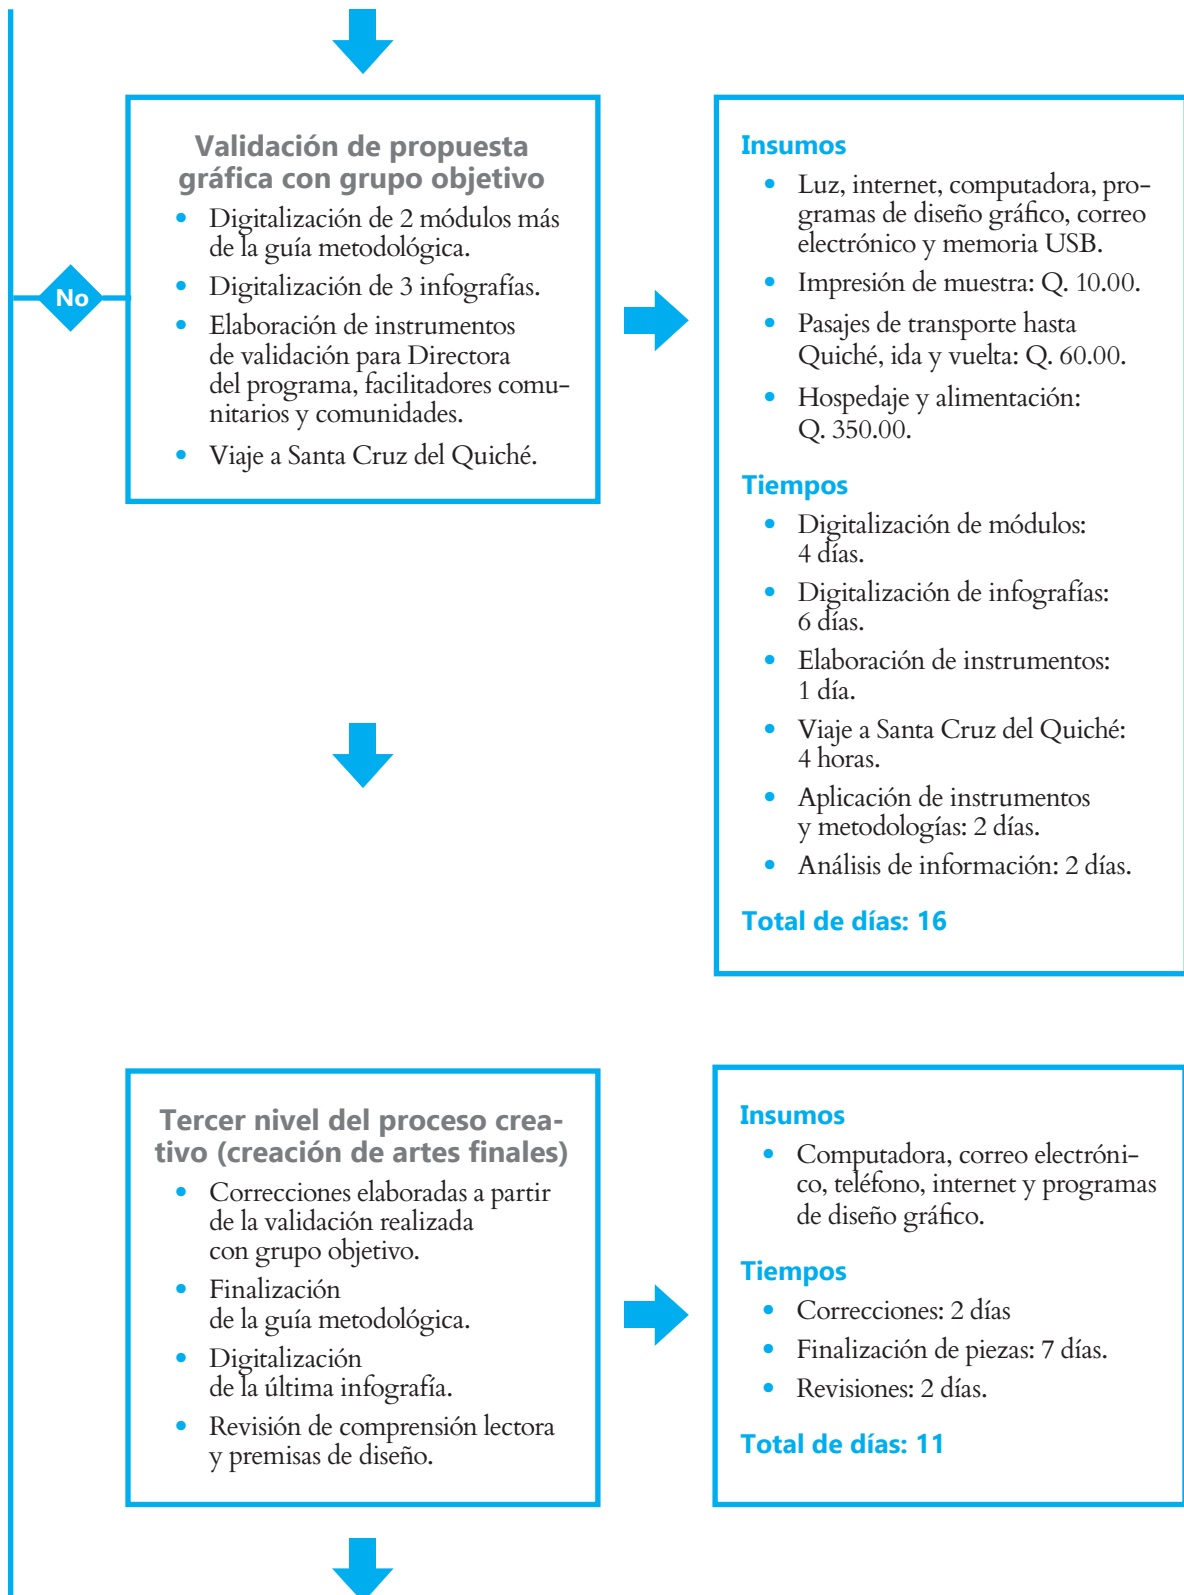 Validación de propuesta
gráfica con grupo objetivo
• Digitalización de 2 módulos más
de la guía metodológica.
• Digitalización de 3 infografías.
• Elaboración de instrumentos
de validación para Directora
del programa, facilitadores comu-
nitarios y comunidades.
• Viaje a Santa Cruz del Quiché.
No
Insumos
• Luz, internet, computadora, pro-
gramas de diseño gráfico, correo
electrónico y memoria USB.
• Impresión de muestra: Q. 10.00.
• Pasajes de transporte hasta
Quiché, ida y vuelta: Q. 60.00.
• Hospedaje y alimentación:
Q. 350.00.
Tiempos
• Digitalización de módulos:
4 días.
• Digitalización de infografías:
6 días.
• Elaboración de instrumentos:
1 día.
• Viaje a Santa Cruz del Quiché:
4 horas.
• Aplicación de instrumentos
y metodologías: 2 días.
• Análisis de información: 2 días.
Total de días: 16
Tercer nivel del proceso crea-
tivo (creación de artes finales)
• Correcciones elaboradas a partir
de la validación realizada
con grupo objetivo.
• Finalización
de la guía metodológica.
• Digitalización
de la última infografía.
• Revisión de comprensión lectora
y premisas de diseño.
Insumos
• Computadora, correo electróni-
co, teléfono, internet y programas
de diseño gráfico.
Tiempos
• Correcciones: 2 días
• Finalización de piezas: 7 días.
• Revisiones: 2 días.
Total de días: 11